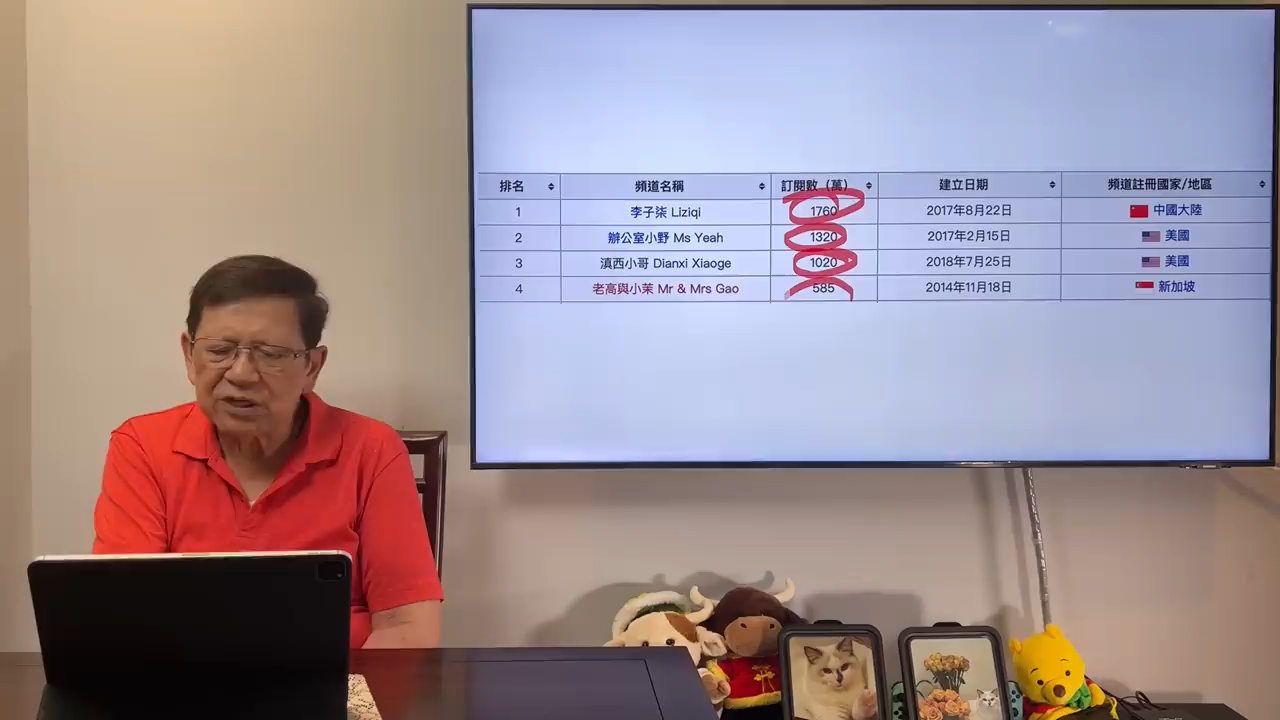 排名 頻道名稱 訂閱數（萬） 建立日期 頻道註冊國家/地區
1 李子柒 Liziqi 1760 2017年8月22日 中國大陸
2 辦公室小野 Ms Yeah 1320 2017年2月15日 美國
3 滇西小哥 Dianxi Xiaoge 1020 2018年7月25日 美國
4 老高與小茉 Mr & Mrs Gao 585 2014年11月18日 新加坡